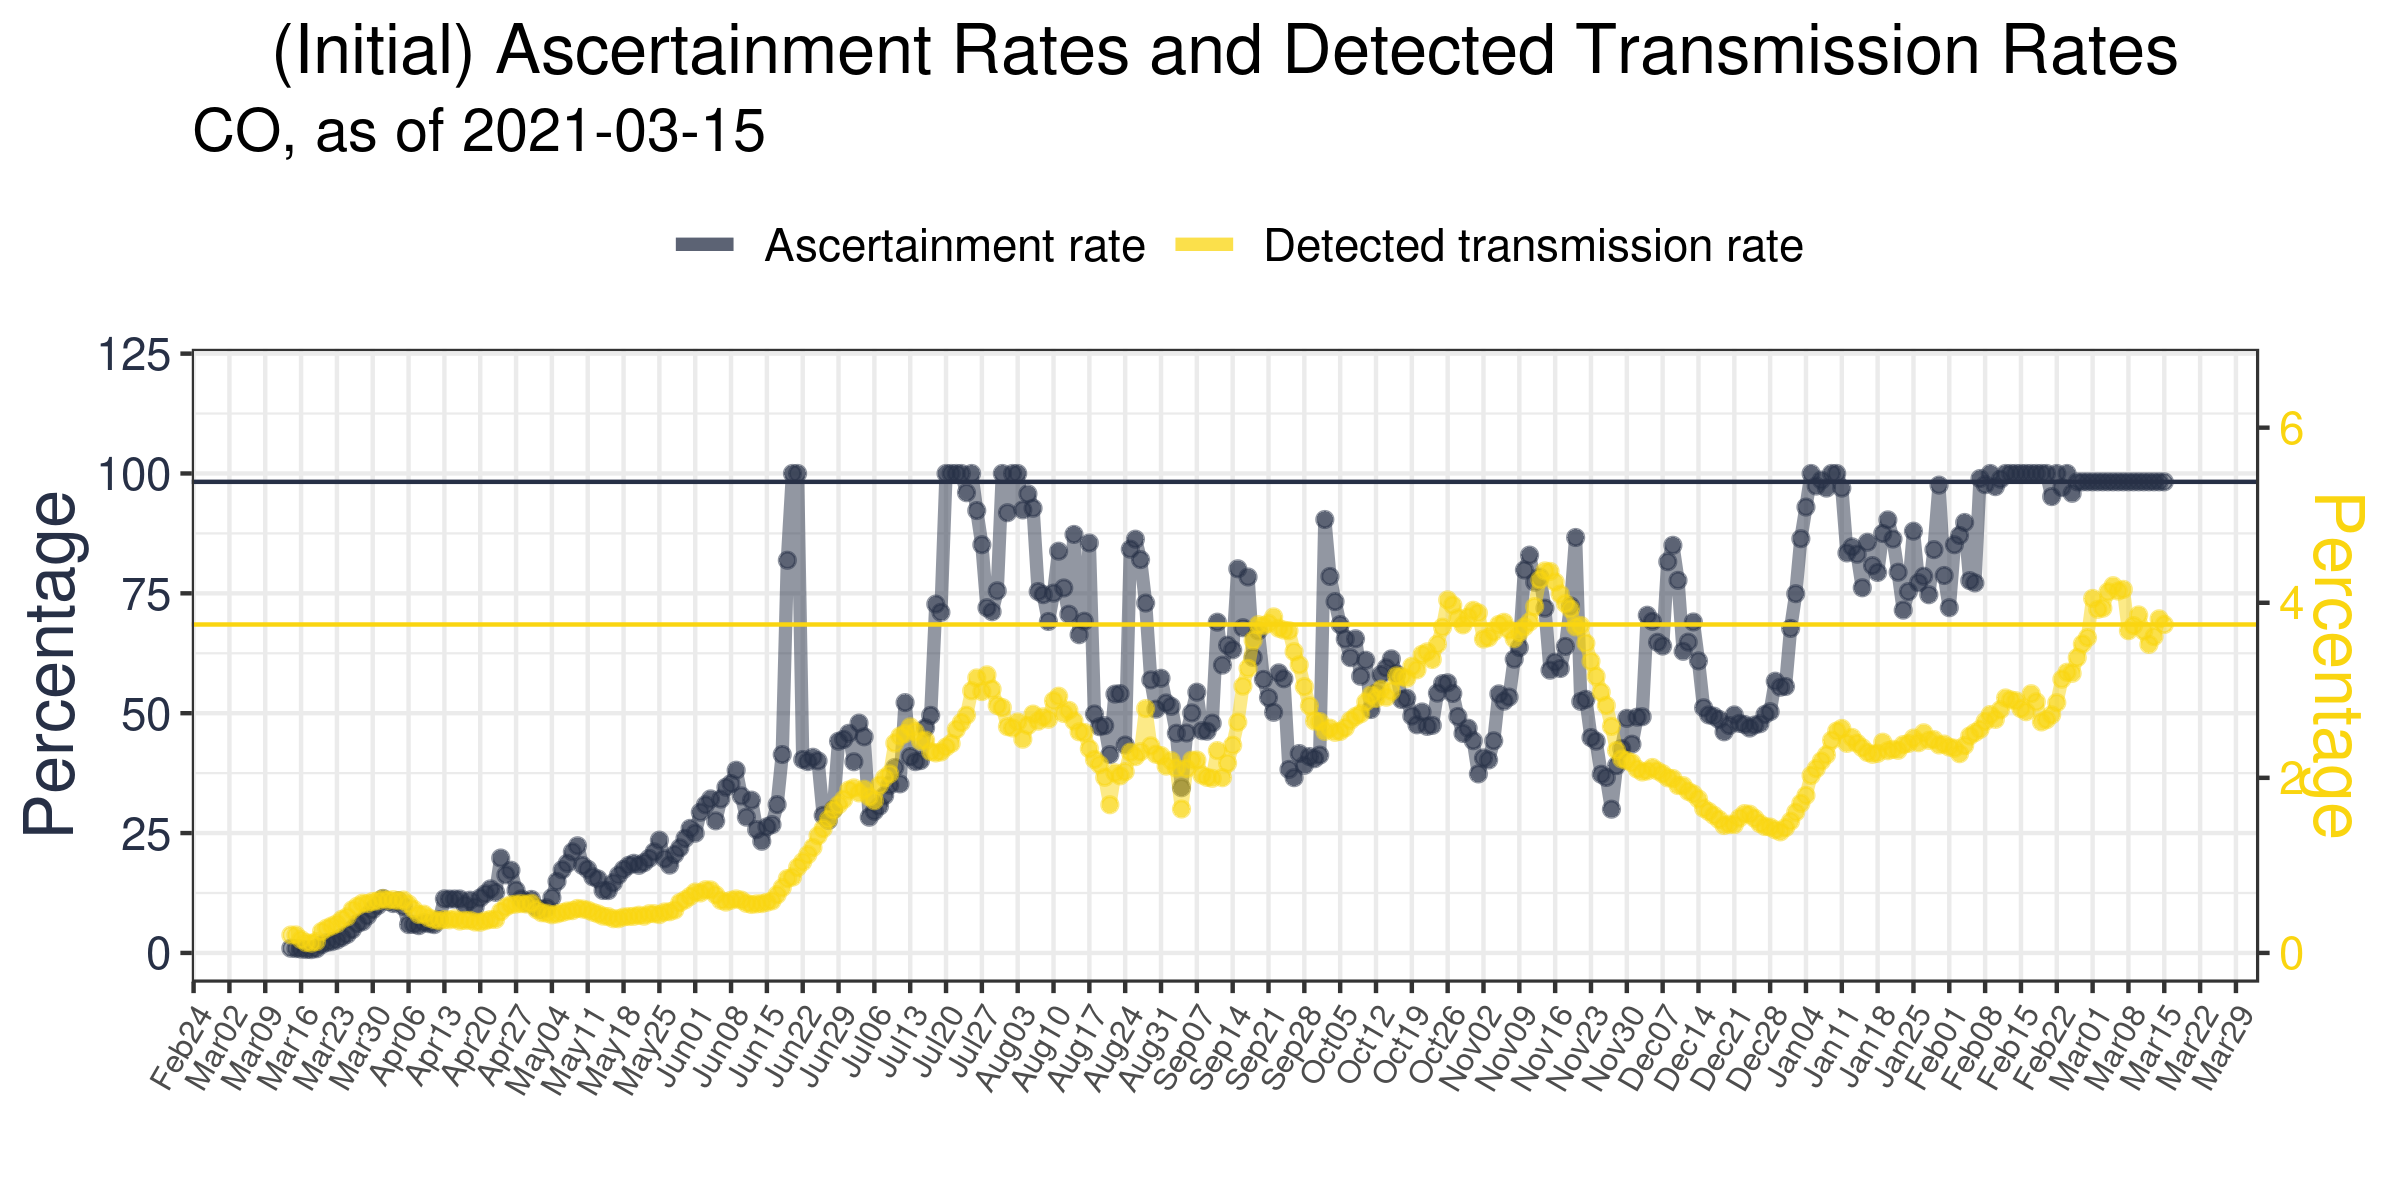 (Initial) Ascertainment Rates and Detected Transmission Rates
CO, as of 2021-03-15
Ascertainment rate
Detected transmission rate
125
100
75
50
25
0
Percentage
6
4
2
0
Percentage
Feb24
Mar02
Mar09
Mar16
Mar23
Mar30
Apr06
Apr13
Apr20
Apr27
May04
May11
May18
May25
Jun01
Jun08
Jun15
Jun22
Jun29
Jul06
Jul13
Jul20
Jul27
Aug03
Aug10
Aug17
Aug24
Aug31
Sep07
Sep14
Sep21
Sep28
Oct05
Oct12
Oct19
Oct26
Nov02
Nov09
Nov16
Nov23
Nov30
Dec07
Dec14
Dec21
Dec28
Jan04
Jan11
Jan18
Jan25
Feb01
Feb08
Feb15
Feb22
Mar01
Mar08
Mar15
Mar22
Mar29